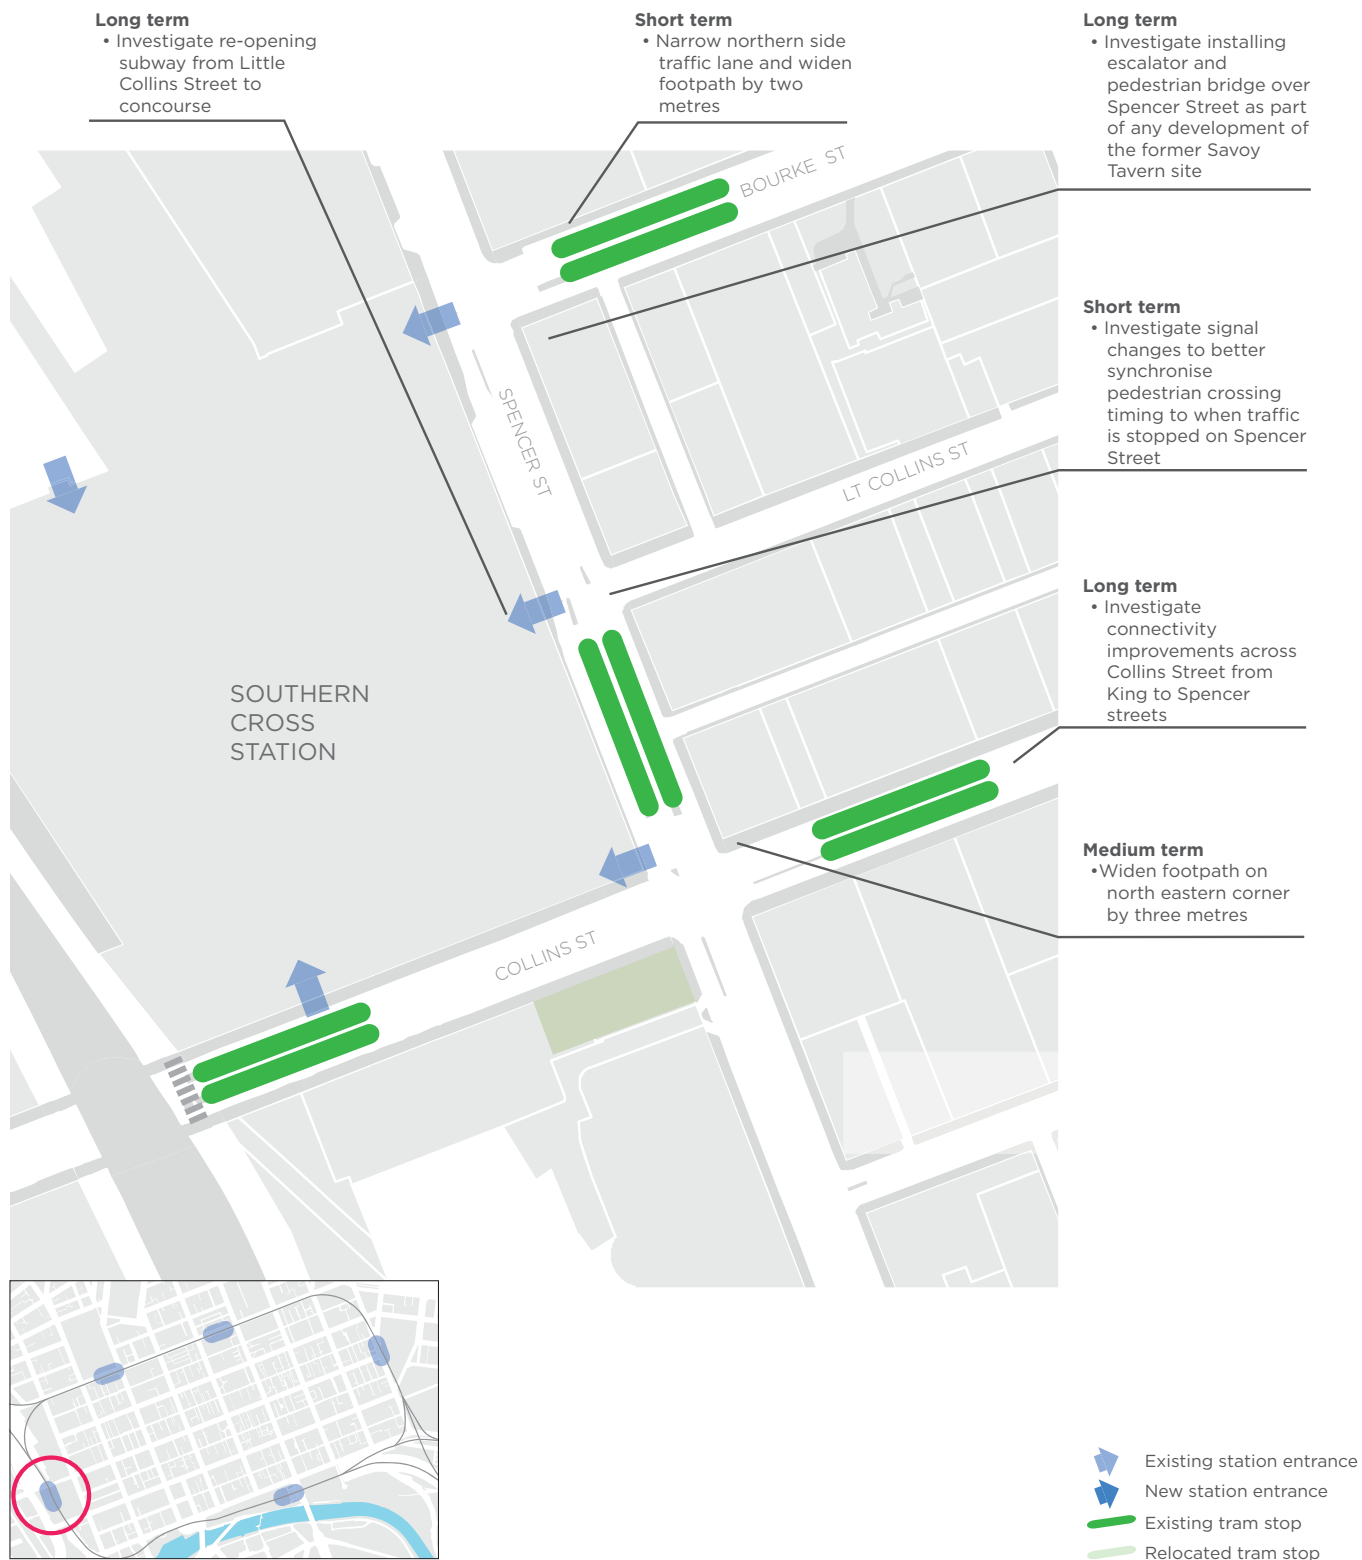 Long term
• Investigate re-opening
subway from Little
Collins Street to
concourse
Short term
• Narrow northern side
traffic lane and widen
footpath by two
metres
Long term
• Investigate installing
escalator and
pedestrian bridge over
Spencer Street as part
of any development of
the former Savoy
Tavern site
BOURKE ST
Short term
• Investigate signal
changes to better
synchronise
pedestrian crossing
timing to when traffic
is stopped on Spencer
Street
SPENCER ST
LT COLLINS ST
Long term
• Investigate
connectivity
improvements across
Collins Street from
King to Spencer
streets
SOUTHERN
CROSS
STATION
Medium term
•Widen footpath on
north eastern corner
by three metres
COLLINS ST
Existing station entrance
New station entrance
Existing tram stop
Relocated tram stop